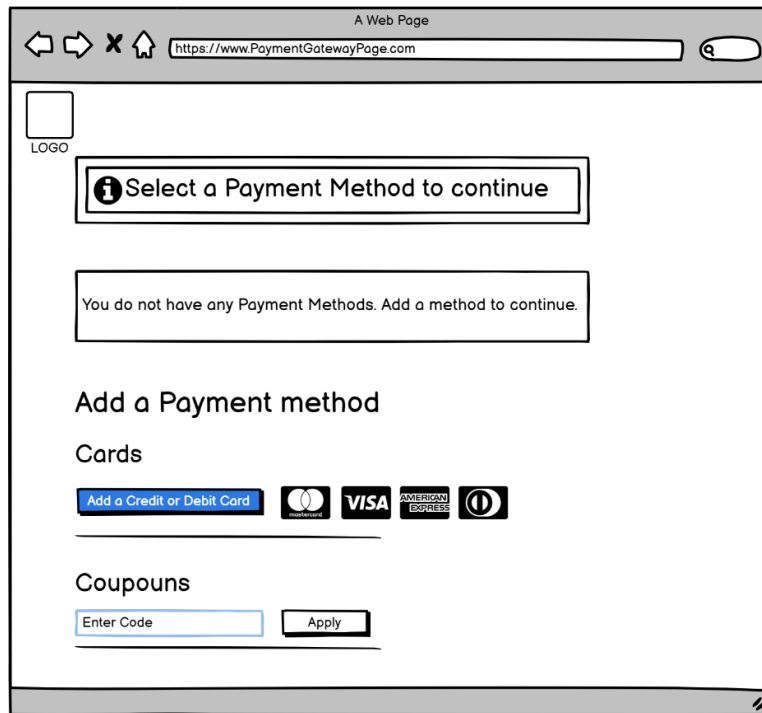 A Web Page
https://www.PaymentGatewayPage.com
LOGO
Select a Payment Method to continue
You do not have any Payment Methods. Add a method to continue.
Add a Payment method
Cards
Add a Credit or Debit Card
mastercard
VISA
AMERICAN
EXPRESS
Coupouns
Enter Code
Apply